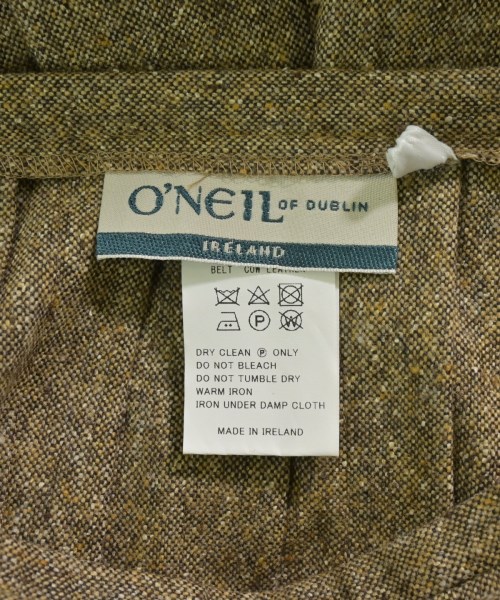 O'NEIL OF DUBLIN
IRELAND
BELT COW LEATHER
DRY CLEAN Ⓟ ONLY
DO NOT BLEACH
DO NOT TUMBLE DRY
WARM IRON
IRON UNDER DAMP CLOTH
MADE IN IRELAND